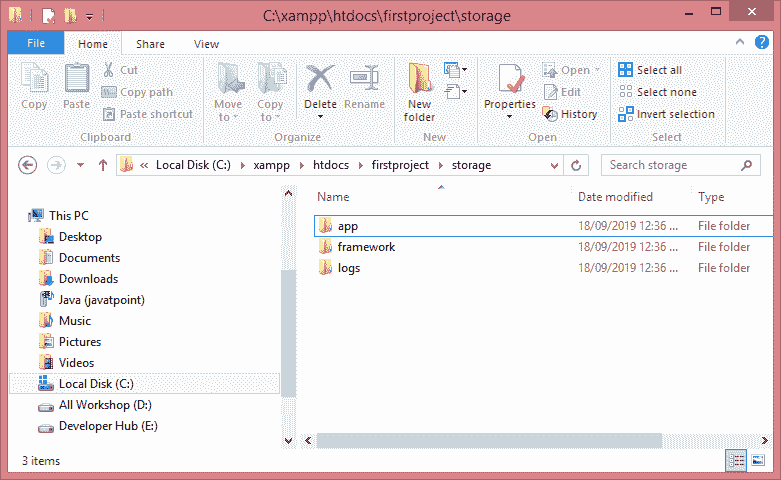 C:\xampp\htdocs\firstproject\storage
File Home Share View
Copy Paste Cut Copy path Paste shortcut Clipboard
Move to Copy to Delete Rename Organize
New folder New
Properties Open Edit History Open
Select all Select none Invert selection Select
« Local Disk (C:) xampp htdocs firstproject storage Search storage
Name Date modified Type
This PC
Desktop
Documents
Downloads
Java (javatpoint)
Music
Pictures
Videos
Local Disk (C:)
All Workshop (D:)
Developer Hub (E:)
app 18/09/2019 12:36 ... File folder
framework 18/09/2019 12:36 ... File folder
logs 18/09/2019 12:36 ... File folder
3 items